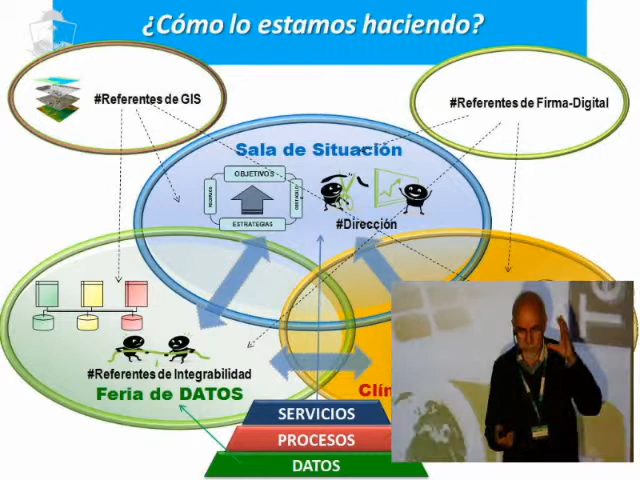 ¿Cómo lo estamos haciendo?
#Referentes de GIS
#Referentes de Firma-Digital
Sala de Situación
OBJETIVOS
ESTRATEGIAS
#Dirección
#Referentes de Integrabilidad
Feria de DATOS
SERVICIOS
PROCESOS
DATOS